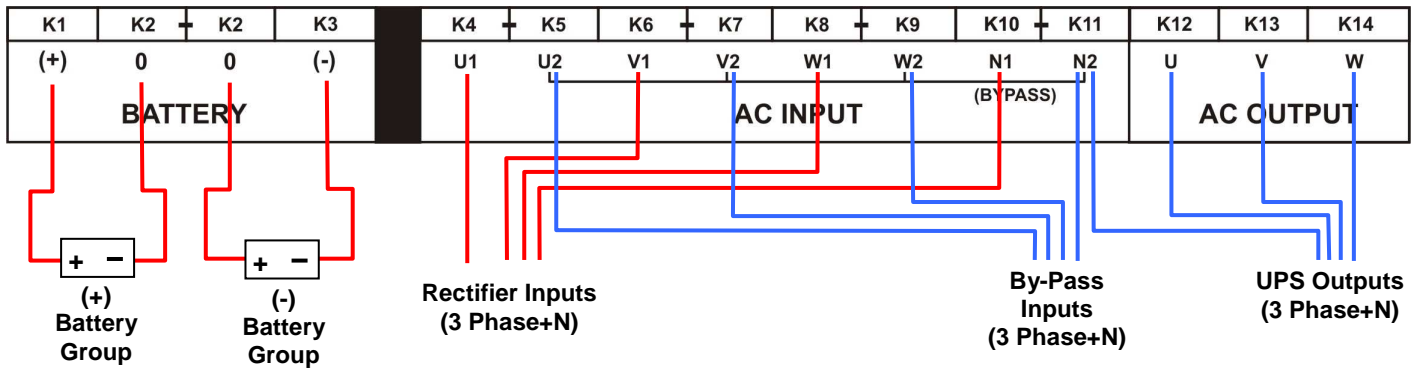 K1 K2 K2 K3 K4 K5 K6 K7 K8 K9 K10 K11 K12 K13 K14
(+) 0 0 (-) U1 U2 V1 V2 W1 W2 N1 N2 U V W
(BYPASS)
BATTERY AC INPUT AC OUTPUT
+ − + −
(+)
Battery
Group
(-)
Battery
Group
Rectifier Inputs
(3 Phase+N)
By-Pass
Inputs
(3 Phase+N)
UPS Outputs
(3 Phase+N)